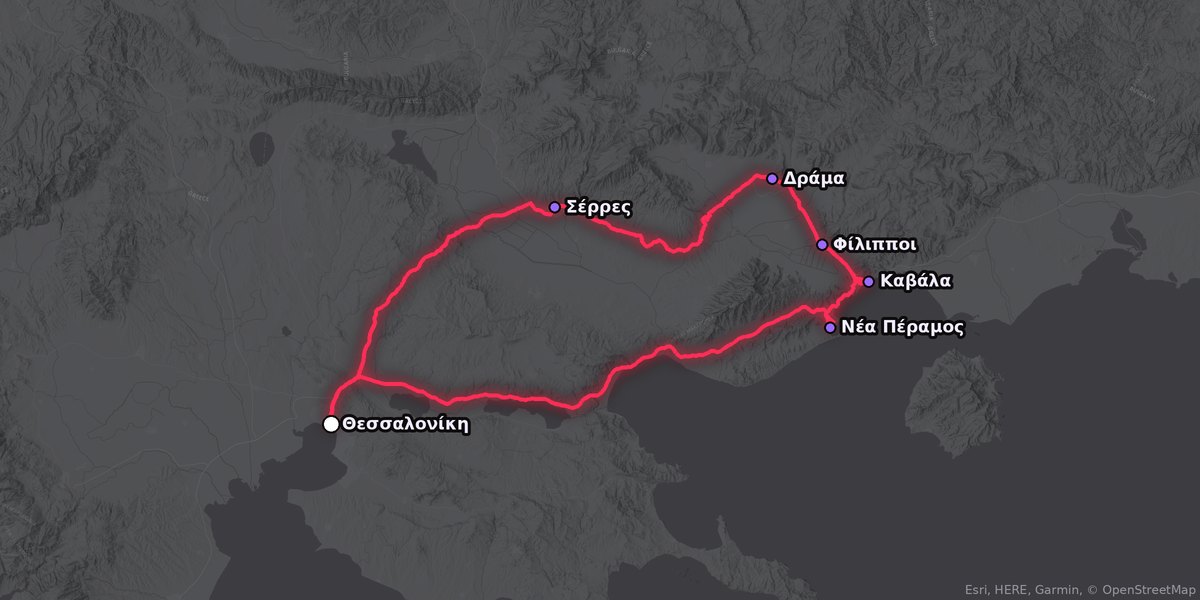 Δράμα
Σέρρες
Φίλιπποι
Καβάλα
Νέα Πέραμος
Θεσσαλονίκη
Esri, HERE, Garmin, © OpenStreetMap